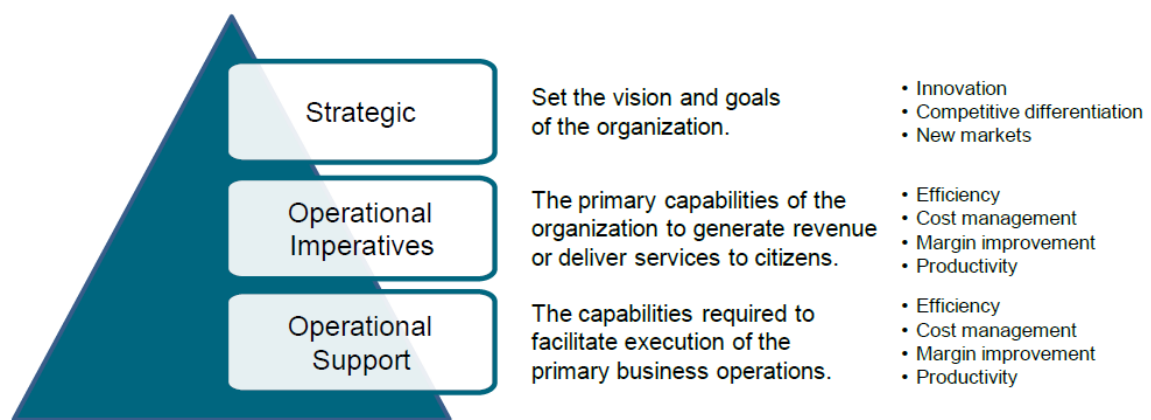 Strategic
Set the vision and goals
of the organization.
• Innovation
• Competitive differentiation
• New markets
Operational
Imperatives
The primary capabilities of the
organization to generate revenue
or deliver services to citizens.
• Efficiency
• Cost management
• Margin improvement
• Productivity
Operational
Support
The capabilities required to
facilitate execution of the
primary business operations.
• Efficiency
• Cost management
• Margin improvement
• Productivity